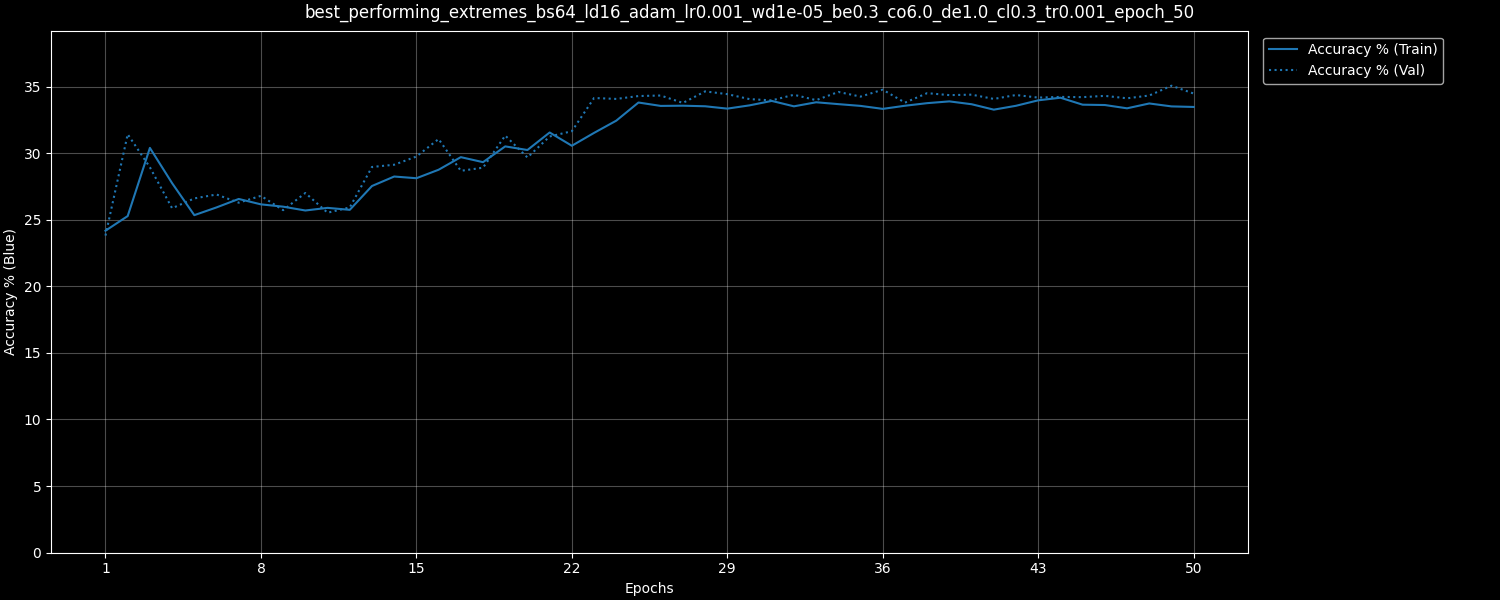 best_performing_extremes_bs64_ld16_adam_lr0.001_wd1e-05_be0.3_co6.0_de1.0_cl0.3_tr0.001_epoch_50
Accuracy % (Train)
Accuracy % (Val)
Accuracy % (Blue)
35
30
25
20
15
10
5
0
1 8 15 22 29 36 43 50
Epochs